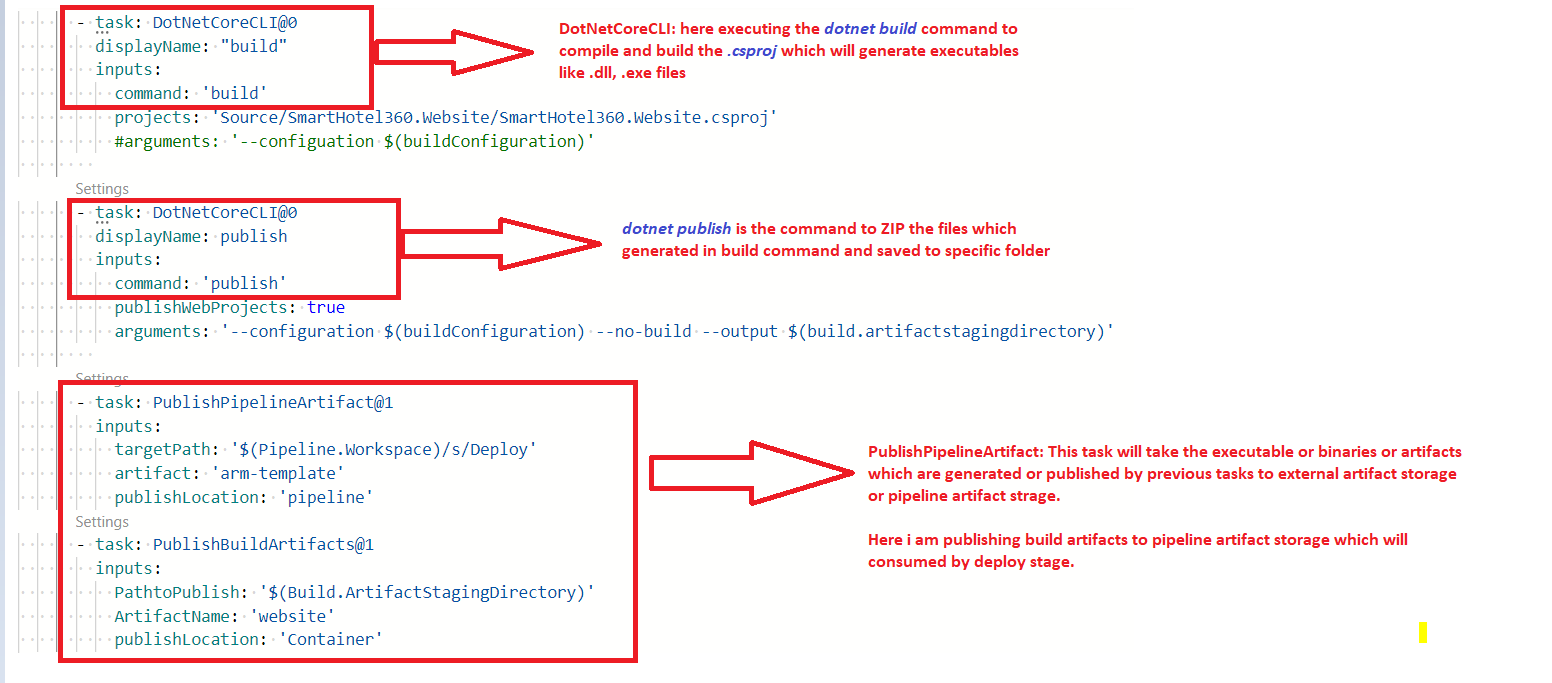 - task: DotNetCoreCLI@0
displayName: "build"
inputs:
command: 'build'
projects: 'Source/SmartHotel360.Website/SmartHotel360.Website.csproj'
#arguments: '--configuation $(buildConfiguration)'
DotNetCoreCLI: here executing the dotnet build command to
compile and build the .csproj which will generate executables
like .dll, .exe files
Settings
- task: DotNetCoreCLI@0
displayName: publish
inputs:
command: 'publish'
publishWebProjects: true
arguments: '--configuration $(buildConfiguration) --no-build --output $(build.artifactstagingdirectory)'
dotnet publish is the command to ZIP the files which
generated in build command and saved to specific folder
Settings
- task: PublishPipelineArtifact@1
inputs:
targetPath: '$(Pipeline.Workspace)/s/Deploy'
artifact: 'arm-template'
publishLocation: 'pipeline'
Settings
- task: PublishBuildArtifacts@1
inputs:
PathtoPublish: '$(Build.ArtifactStagingDirectory)'
ArtifactName: 'website'
publishLocation: 'Container'
PublishPipelineArtifact: This task will take the executable or binaries or artifacts
which are generated or published by previous tasks to external artifact storage
or pipeline artifact strage.
Here i am publishing build artifacts to pipeline artifact storage which will
consumed by deploy stage.